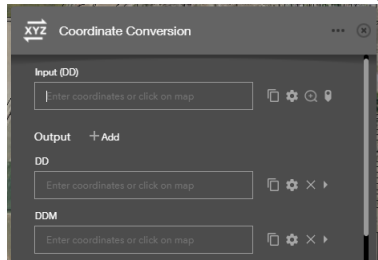 XYZ Coordinate Conversion
Input (DD)
Enter coordinates or click on map
Output + Add
DD
Enter coordinates or click on map
DDM
Enter coordinates or click on map